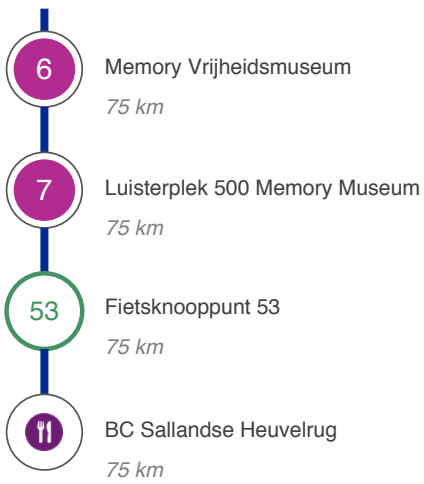 6
Memory Vrijheidsmuseum
75 km
7
Luisterplek 500 Memory Museum
75 km
53
Fietsknooppunt 53
75 km
BC Sallandse Heuvelrug
75 km